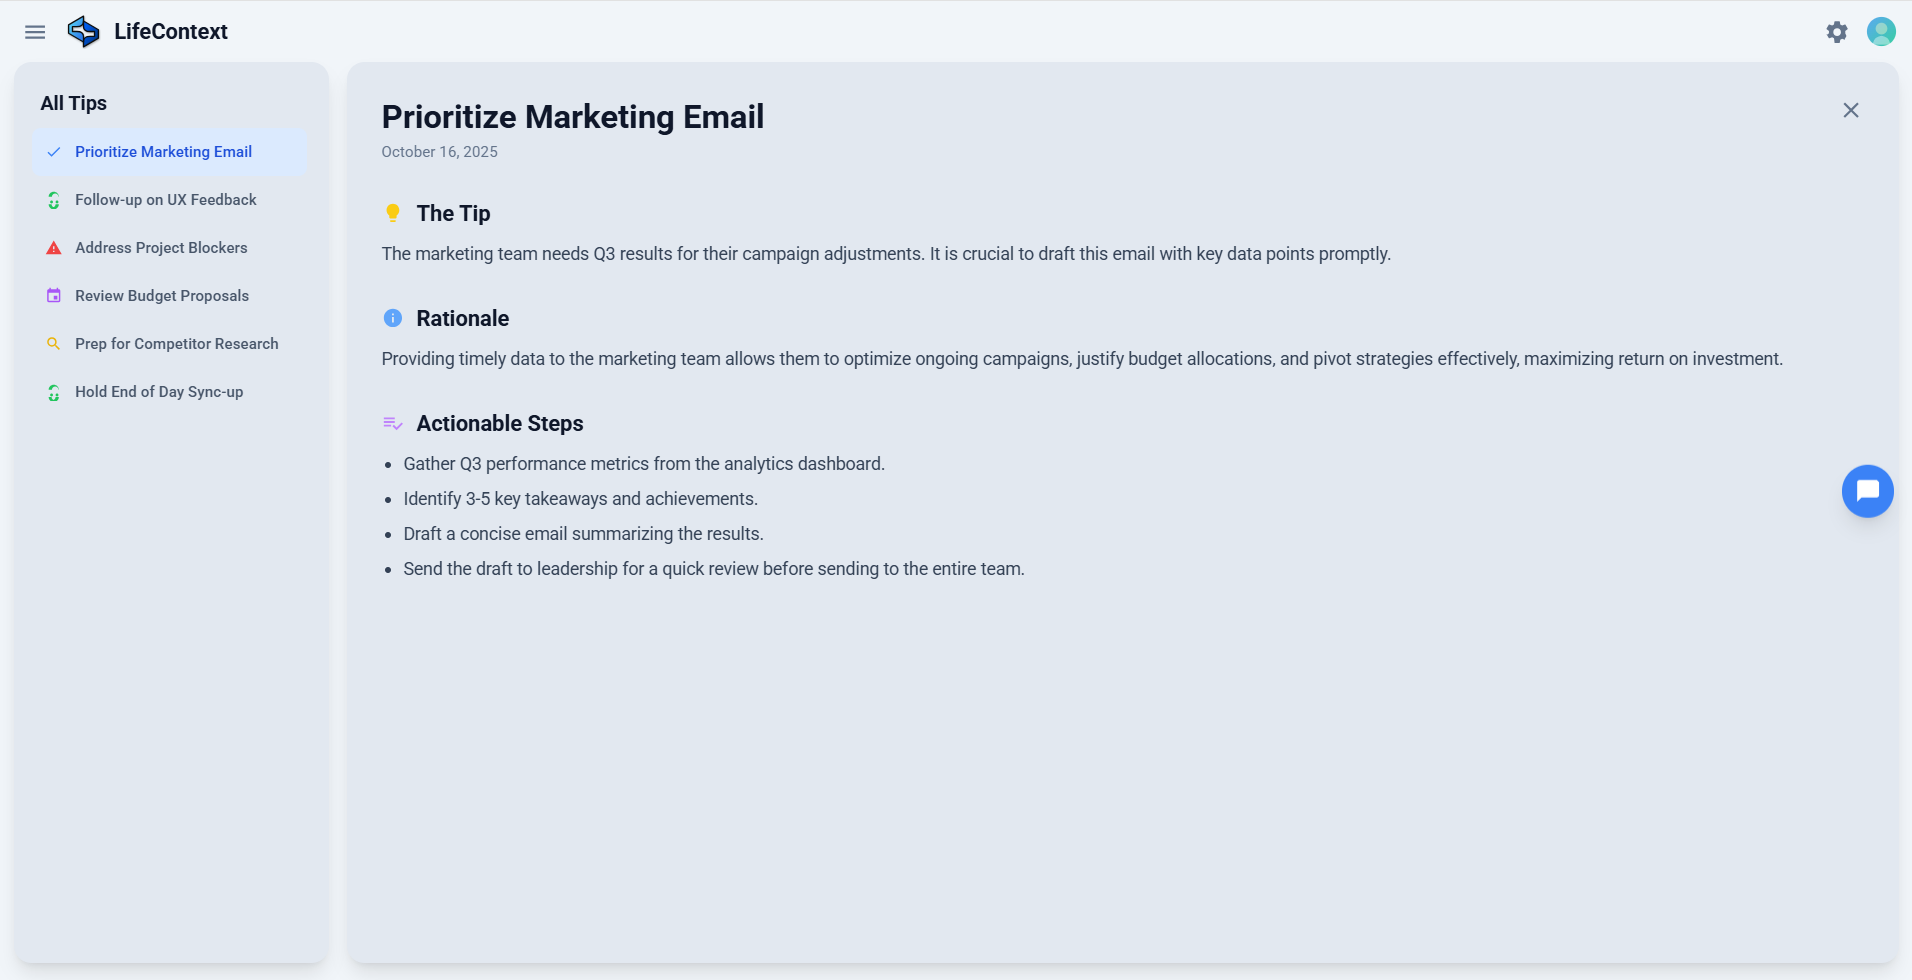 LifeContext
All Tips
Prioritize Marketing Email
Follow-up on UX Feedback
Address Project Blockers
Review Budget Proposals
Prep for Competitor Research
Hold End of Day Sync-up
Prioritize Marketing Email
October 16, 2025
The Tip
The marketing team needs Q3 results for their campaign adjustments. It is crucial to draft this email with key data points promptly.
Rationale
Providing timely data to the marketing team allows them to optimize ongoing campaigns, justify budget allocations, and pivot strategies effectively, maximizing return on investment.
Actionable Steps
• Gather Q3 performance metrics from the analytics dashboard.
• Identify 3-5 key takeaways and achievements.
• Draft a concise email summarizing the results.
• Send the draft to leadership for a quick review before sending to the entire team.